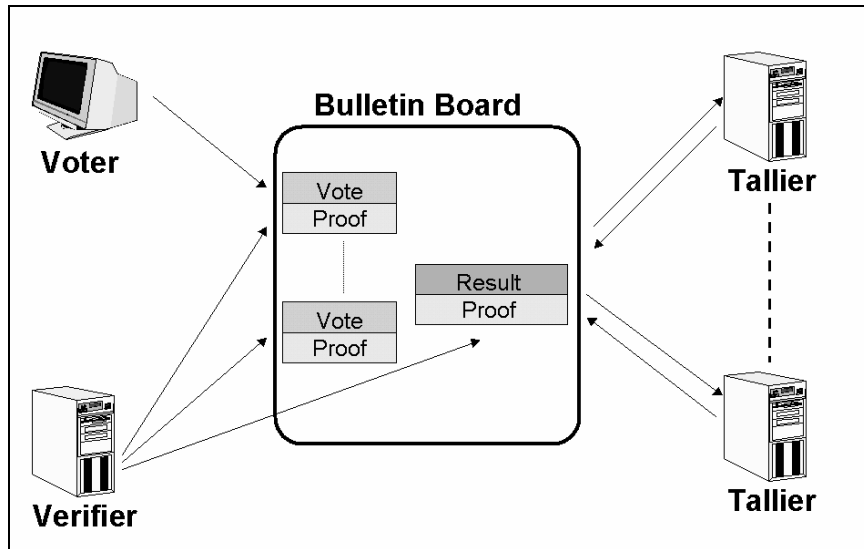 Bulletin Board
Voter
Vote
Proof
Vote
Proof
Result
Proof
Tallier
Tallier
Verifier